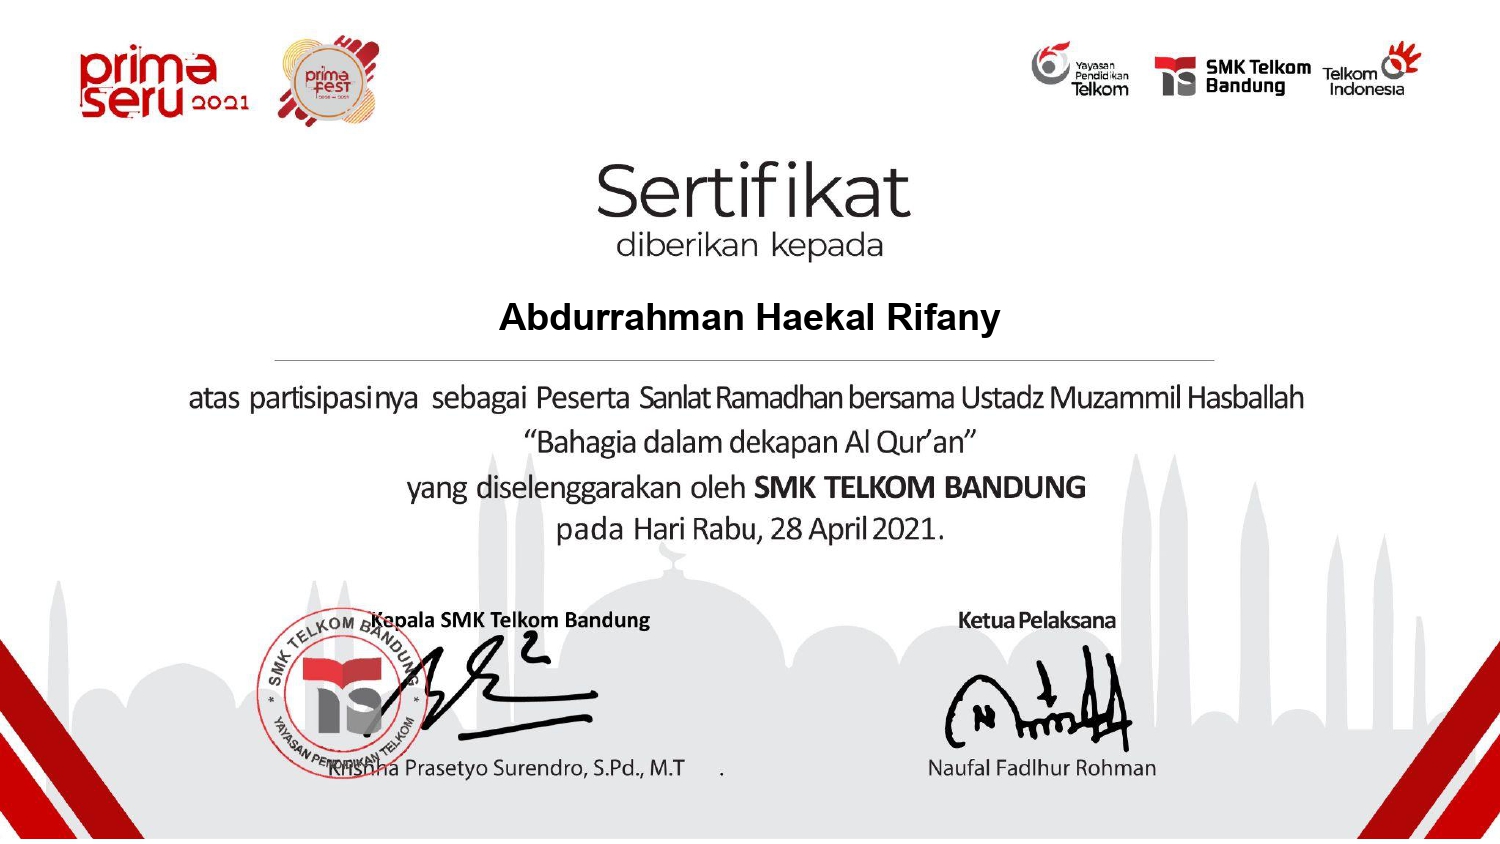 prima
seru 2021
prima
FEST
Yayasan
Pendidikan
Telkom
SMK Telkom
Bandung
Telkom
Indonesia
Sertifikat
diberikan kepada
Abdurrahman Haekal Rifany
atas partisipasinya sebagai Peserta Sanlat Ramadhan bersama Ustadz Muzammil Hasballah
“Bahagia dalam dekapan Al Qur’an”
yang diselenggarakan oleh SMK TELKOM BANDUNG
pada Hari Rabu, 28 April 2021.
Kepala SMK Telkom Bandung
Ketua Pelaksana
* SMK TELKOM BANDUNG *
YAYASAN PENDIDIKAN TELKOM
Krishna Prasetyo Surendro, S.Pd., M.T .
Naufal Fadlhur Rohman